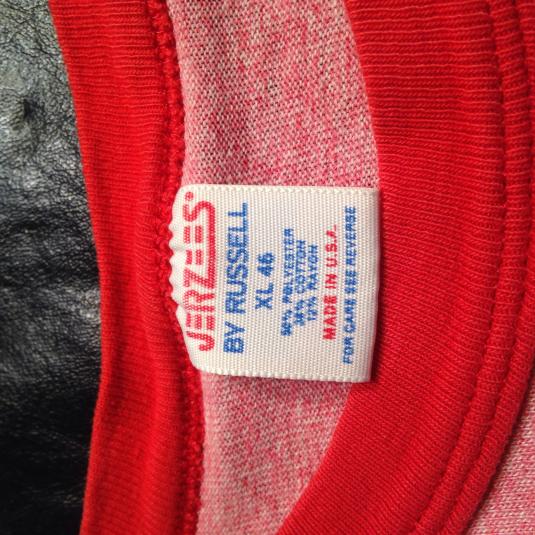 JERZEES
BY RUSSELL
XL 46
50% POLYESTER
38% COTTON
12% RAYON
MADE IN U.S.A.
FOR CARE SEE REVERSE